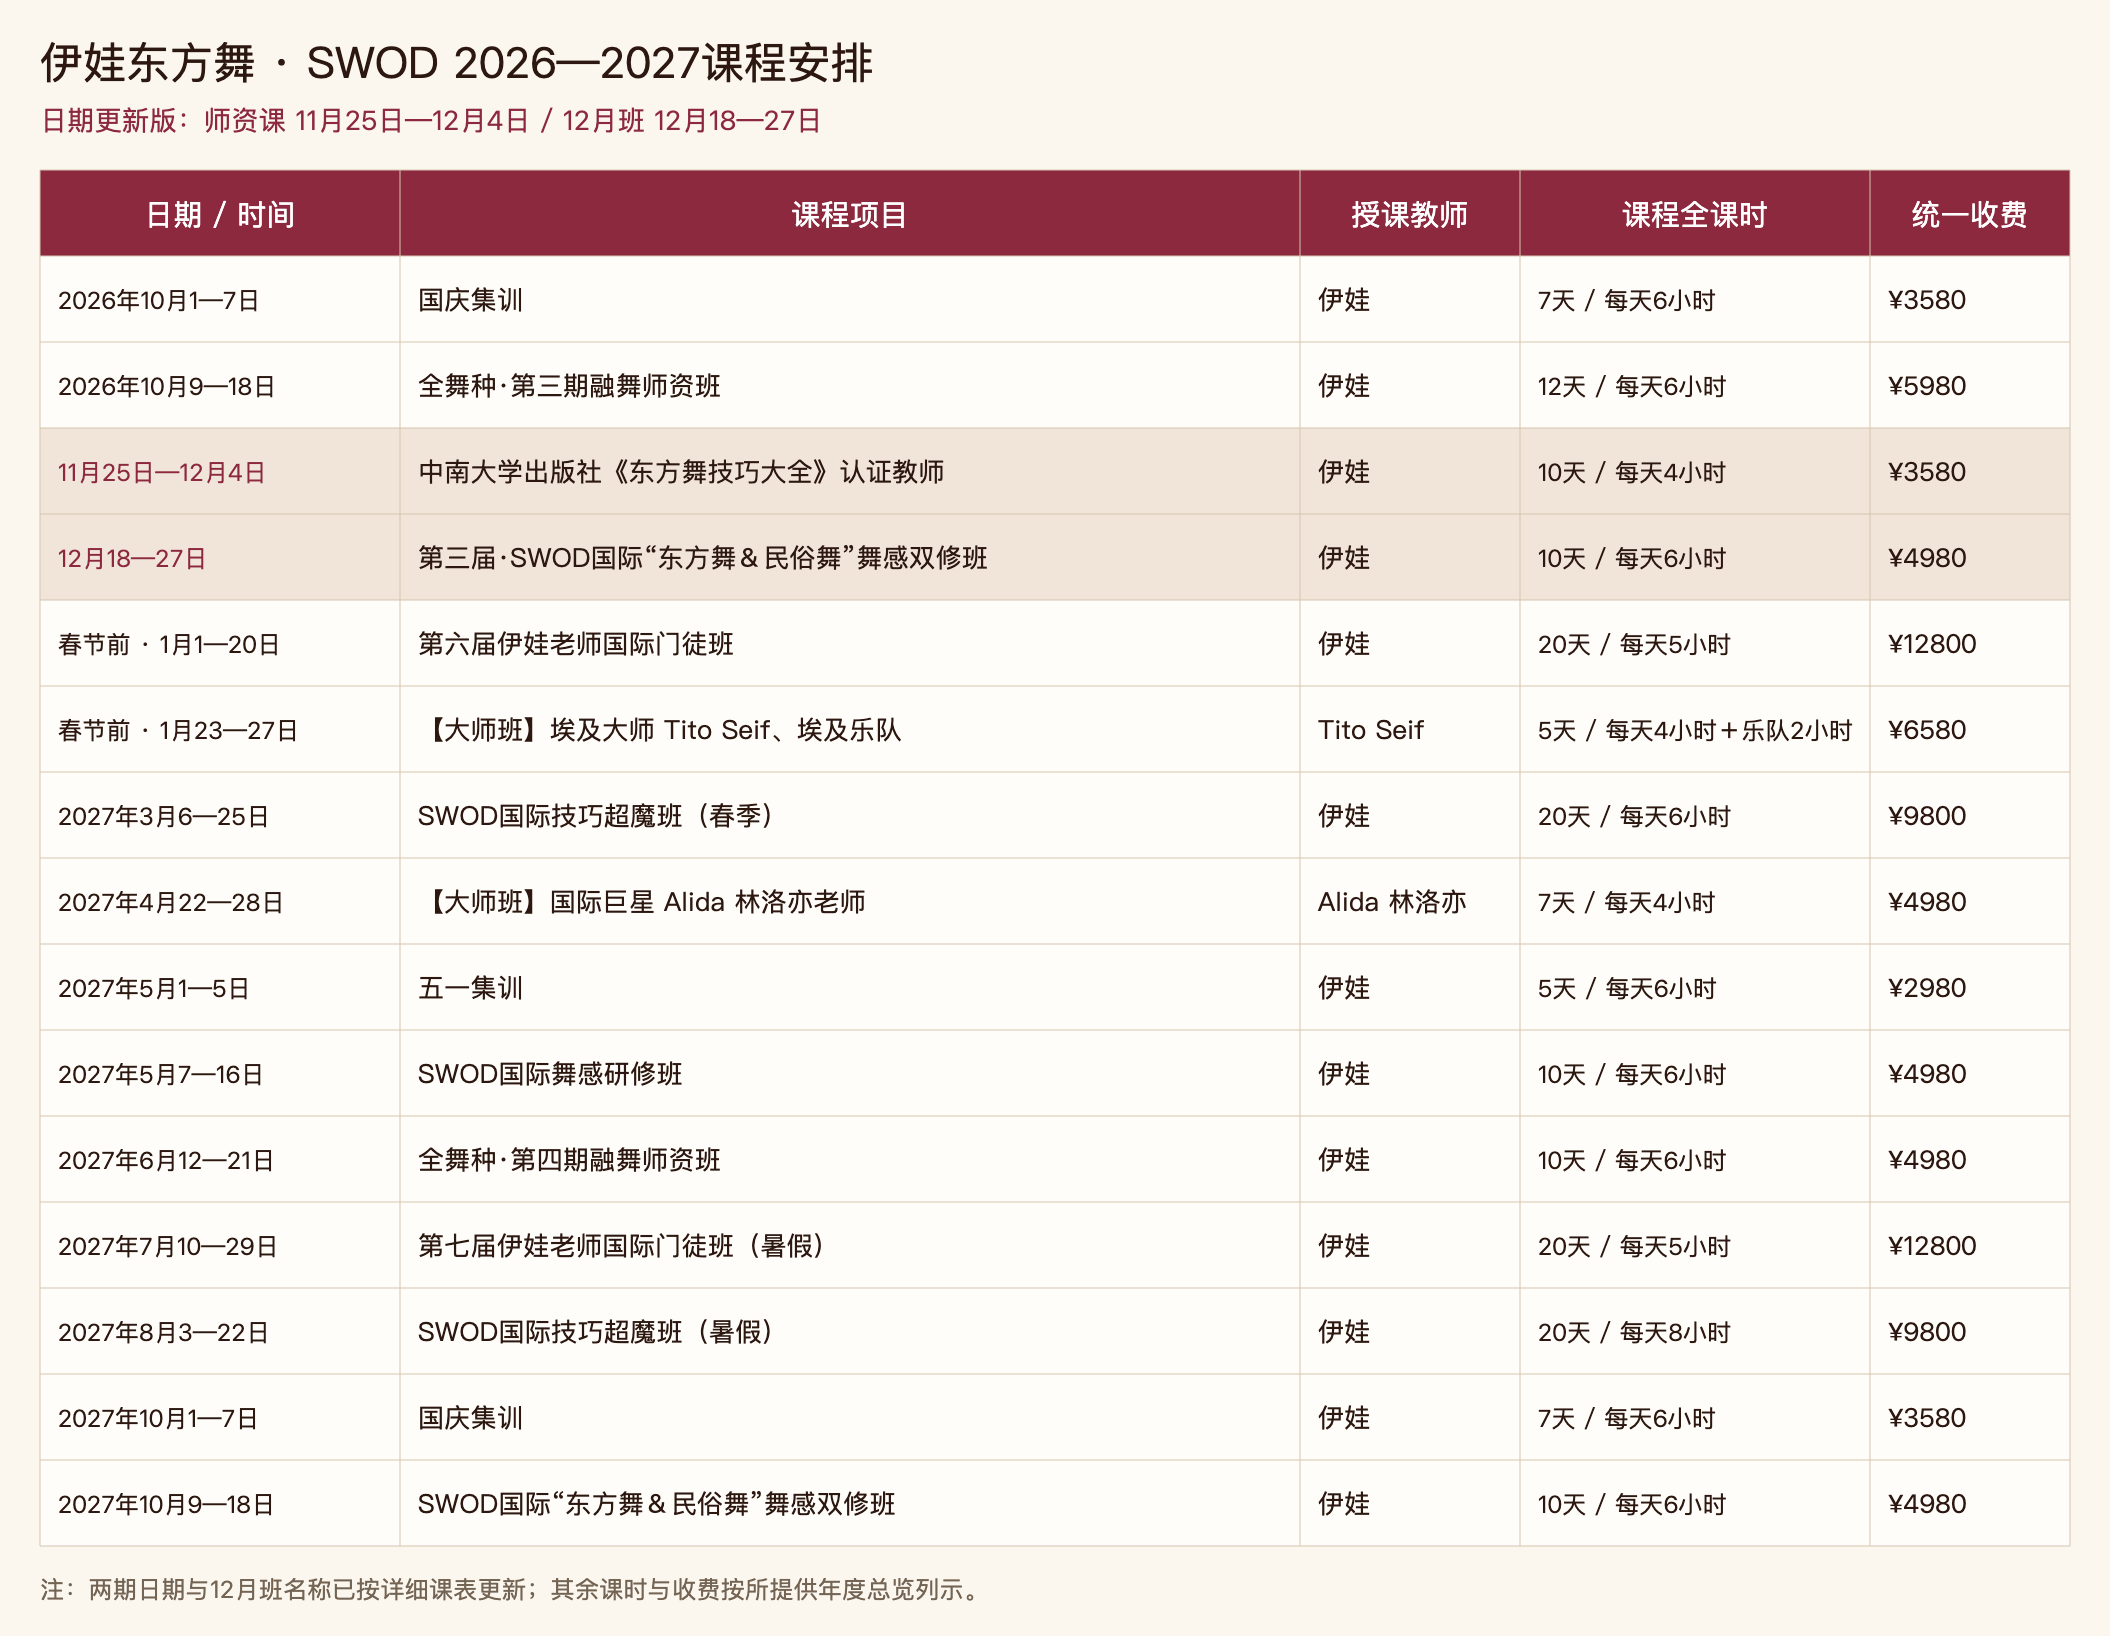 伊娃东方舞 · SWOD 2026—2027课程安排
日期更新版：师资课 11月25日—12月4日 / 12月班 12月18—27日
日期 / 时间 课程项目 授课教师 课程全课时 统一收费
2026年10月1—7日 国庆集训 伊娃 7天 / 每天6小时 ¥3580
2026年10月9—18日 全舞种·第三期融舞师资班 伊娃 12天 / 每天6小时 ¥5980
11月25日—12月4日 中南大学出版社《东方舞技巧大全》认证教师 伊娃 10天 / 每天4小时 ¥3580
12月18—27日 第三届·SWOD国际“东方舞＆民俗舞”舞感双修班 伊娃 10天 / 每天6小时 ¥4980
春节前 · 1月1—20日 第六届伊娃老师国际门徒班 伊娃 20天 / 每天5小时 ¥12800
春节前 · 1月23—27日 【大师班】埃及大师 Tito Seif、埃及乐队 Tito Seif 5天 / 每天4小时＋乐队2小时 ¥6580
2027年3月6—25日 SWOD国际技巧超魔班（春季） 伊娃 20天 / 每天6小时 ¥9800
2027年4月22—28日 【大师班】国际巨星 Alida 林洛亦老师 Alida 林洛亦 7天 / 每天4小时 ¥4980
2027年5月1—5日 五一集训 伊娃 5天 / 每天6小时 ¥2980
2027年5月7—16日 SWOD国际舞感研修班 伊娃 10天 / 每天6小时 ¥4980
2027年6月12—21日 全舞种·第四期融舞师资班 伊娃 10天 / 每天6小时 ¥4980
2027年7月10—29日 第七届伊娃老师国际门徒班（暑假） 伊娃 20天 / 每天5小时 ¥12800
2027年8月3—22日 SWOD国际技巧超魔班（暑假） 伊娃 20天 / 每天8小时 ¥9800
2027年10月1—7日 国庆集训 伊娃 7天 / 每天6小时 ¥3580
2027年10月9—18日 SWOD国际“东方舞＆民俗舞”舞感双修班 伊娃 10天 / 每天6小时 ¥4980
注：两期日期与12月班名称已按详细课表更新；其余课时与收费按所提供年度总览列示。